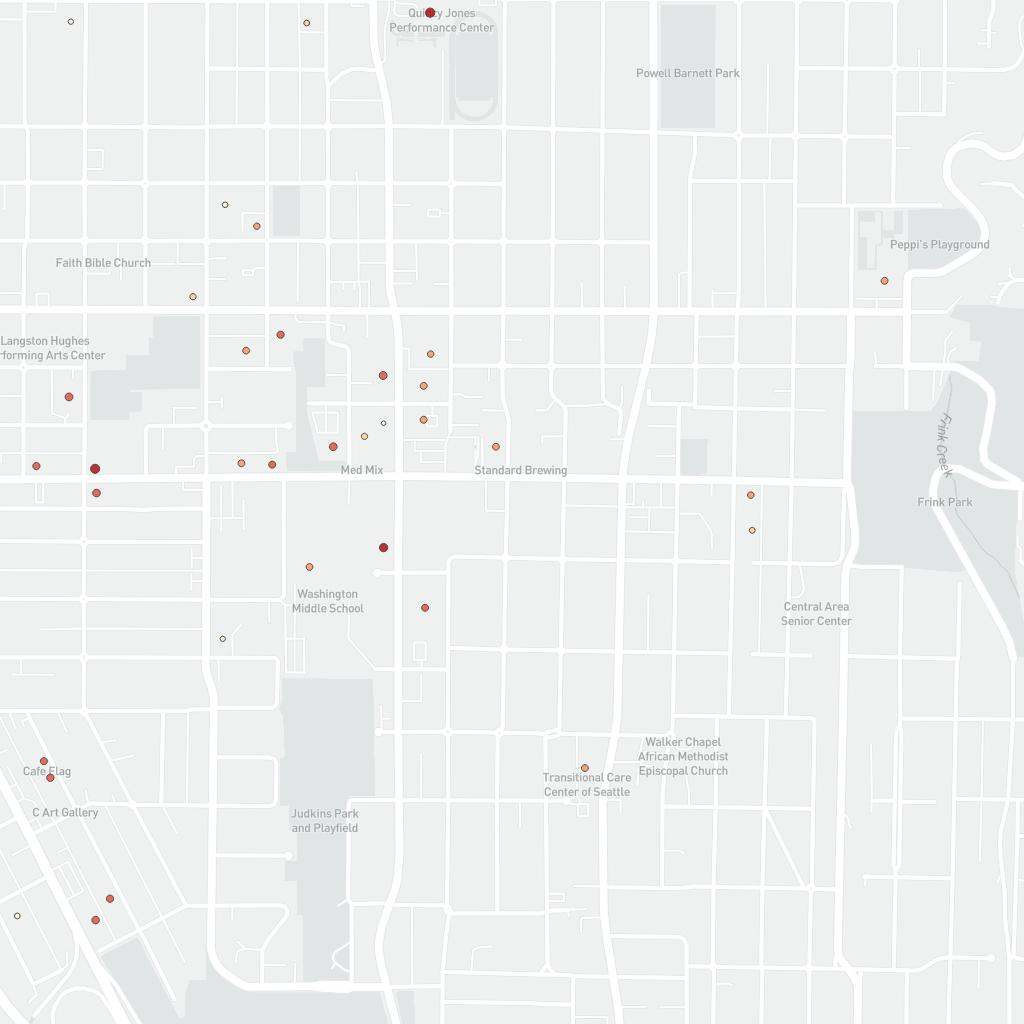 Quincy Jones
Performance Center
Powell Barnett Park
Peppi's Playground
Faith Bible Church
Langston Hughes
rforming Arts Center
Frink Creek
Med Mix
Standard Brewing
Frink Park
Washington
Middle School
Central Area
Senior Center
Walker Chapel
African Methodist
Episcopal Church
Cafe Flag
Transitional Care
Center of Seattle
C Art Gallery
Judkins Park
and Playfield